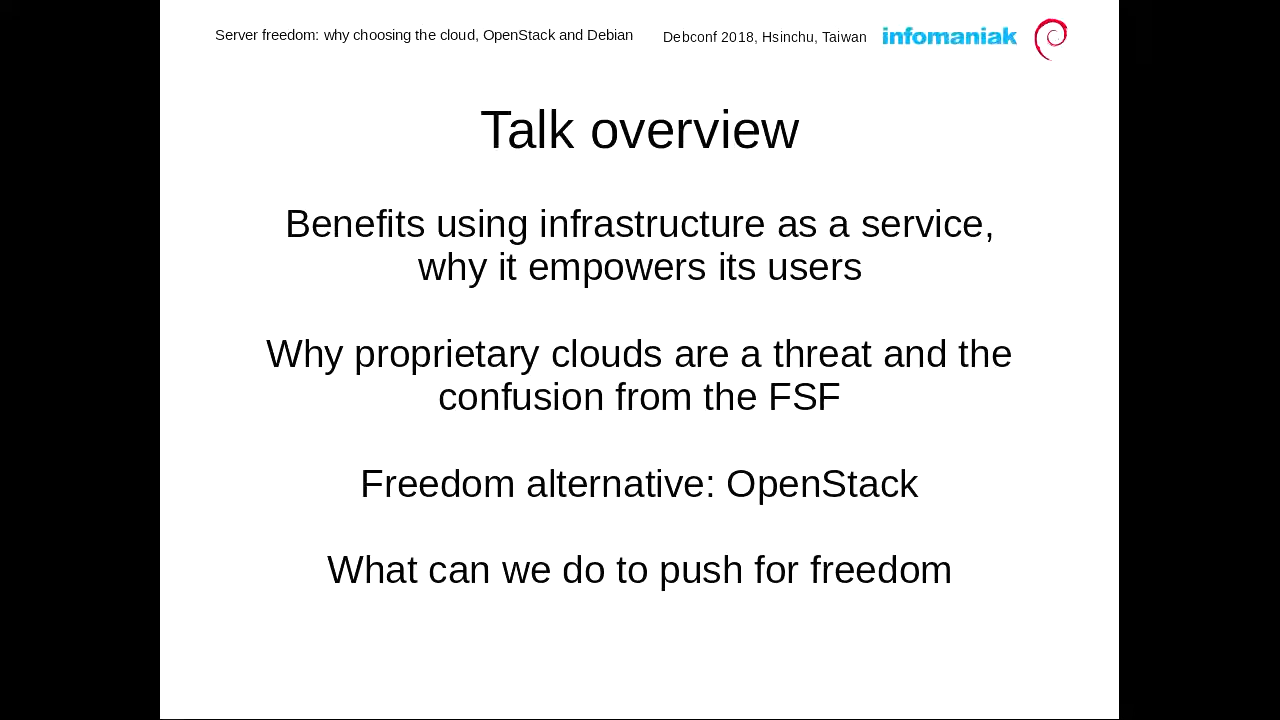 Server freedom: why choosing the cloud, OpenStack and Debian
Debconf 2018, Hsinchu, Taiwan
infomaniak
Talk overview
Benefits using infrastructure as a service,
why it empowers its users
Why proprietary clouds are a threat and the
confusion from the FSF
Freedom alternative: OpenStack
What can we do to push for freedom